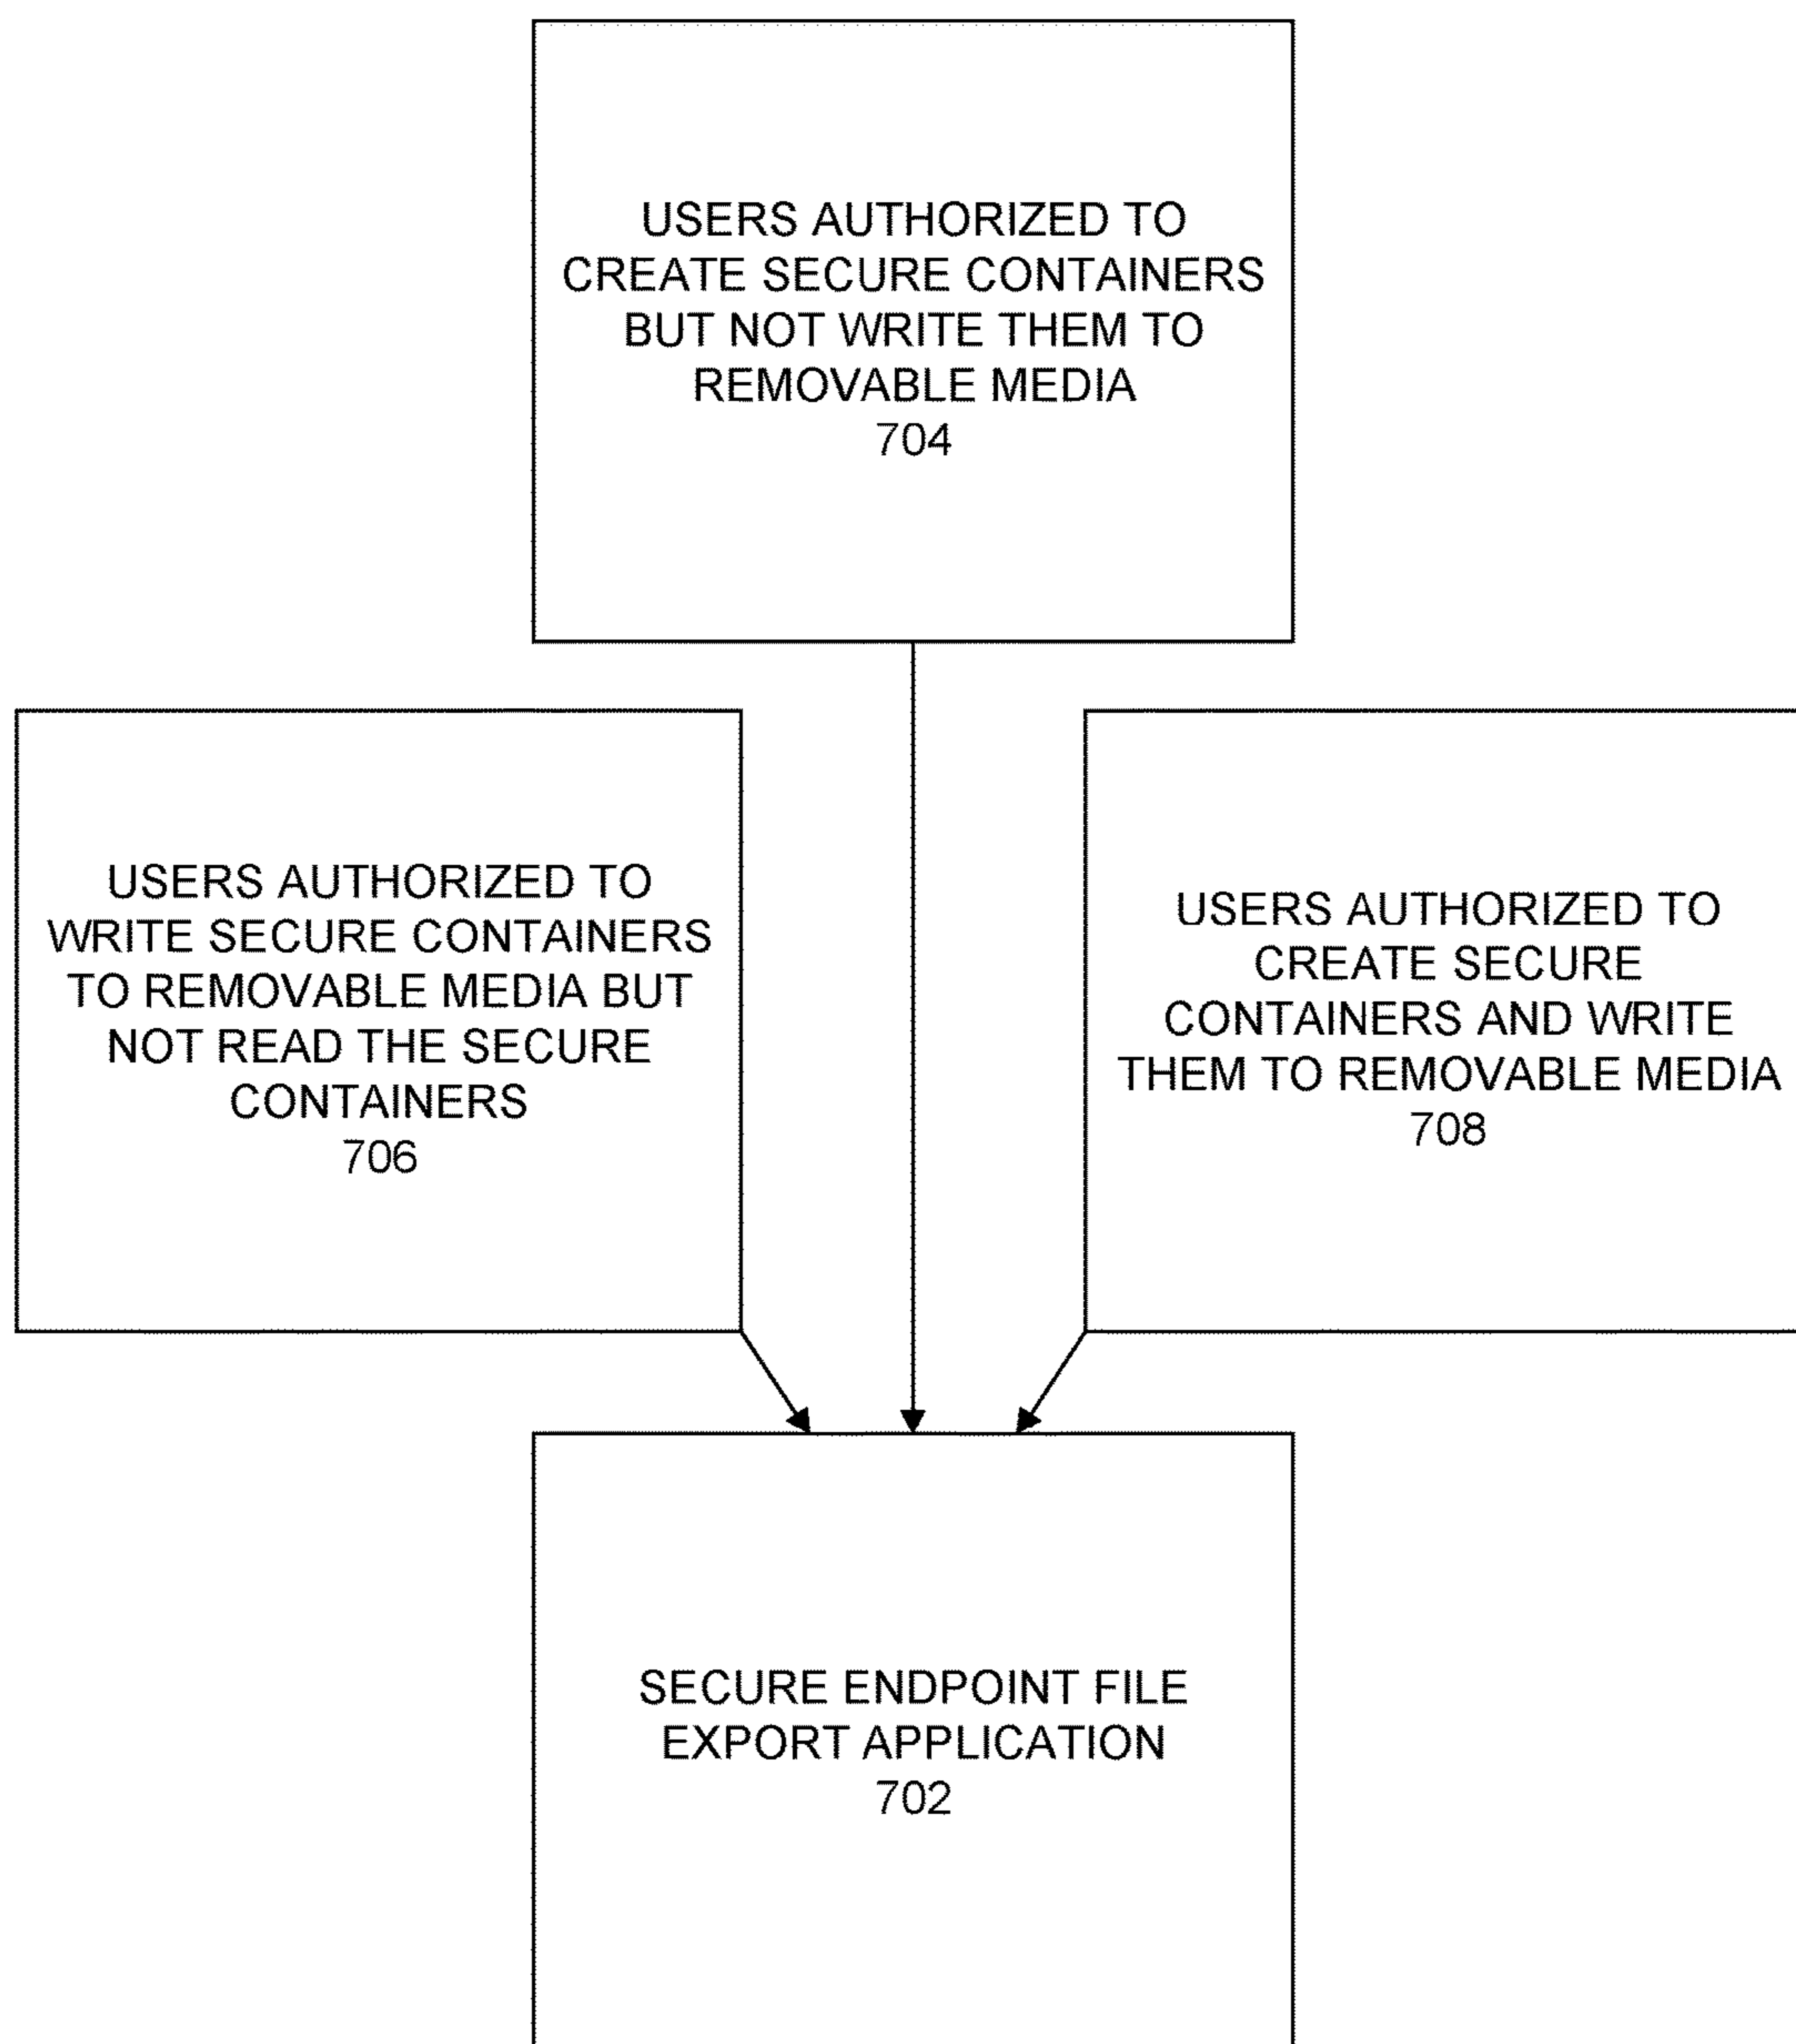 USERS AUTHORIZED TO
CREATE SECURE CONTAINERS
BUT NOT WRITE THEM TO
REMOVABLE MEDIA
704
USERS AUTHORIZED TO
WRITE SECURE CONTAINERS
TO REMOVABLE MEDIA BUT
NOT READ THE SECURE
CONTAINERS
706
USERS AUTHORIZED TO
CREATE SECURE
CONTAINERS AND WRITE
THEM TO REMOVABLE MEDIA
708
SECURE ENDPOINT FILE
EXPORT APPLICATION
702